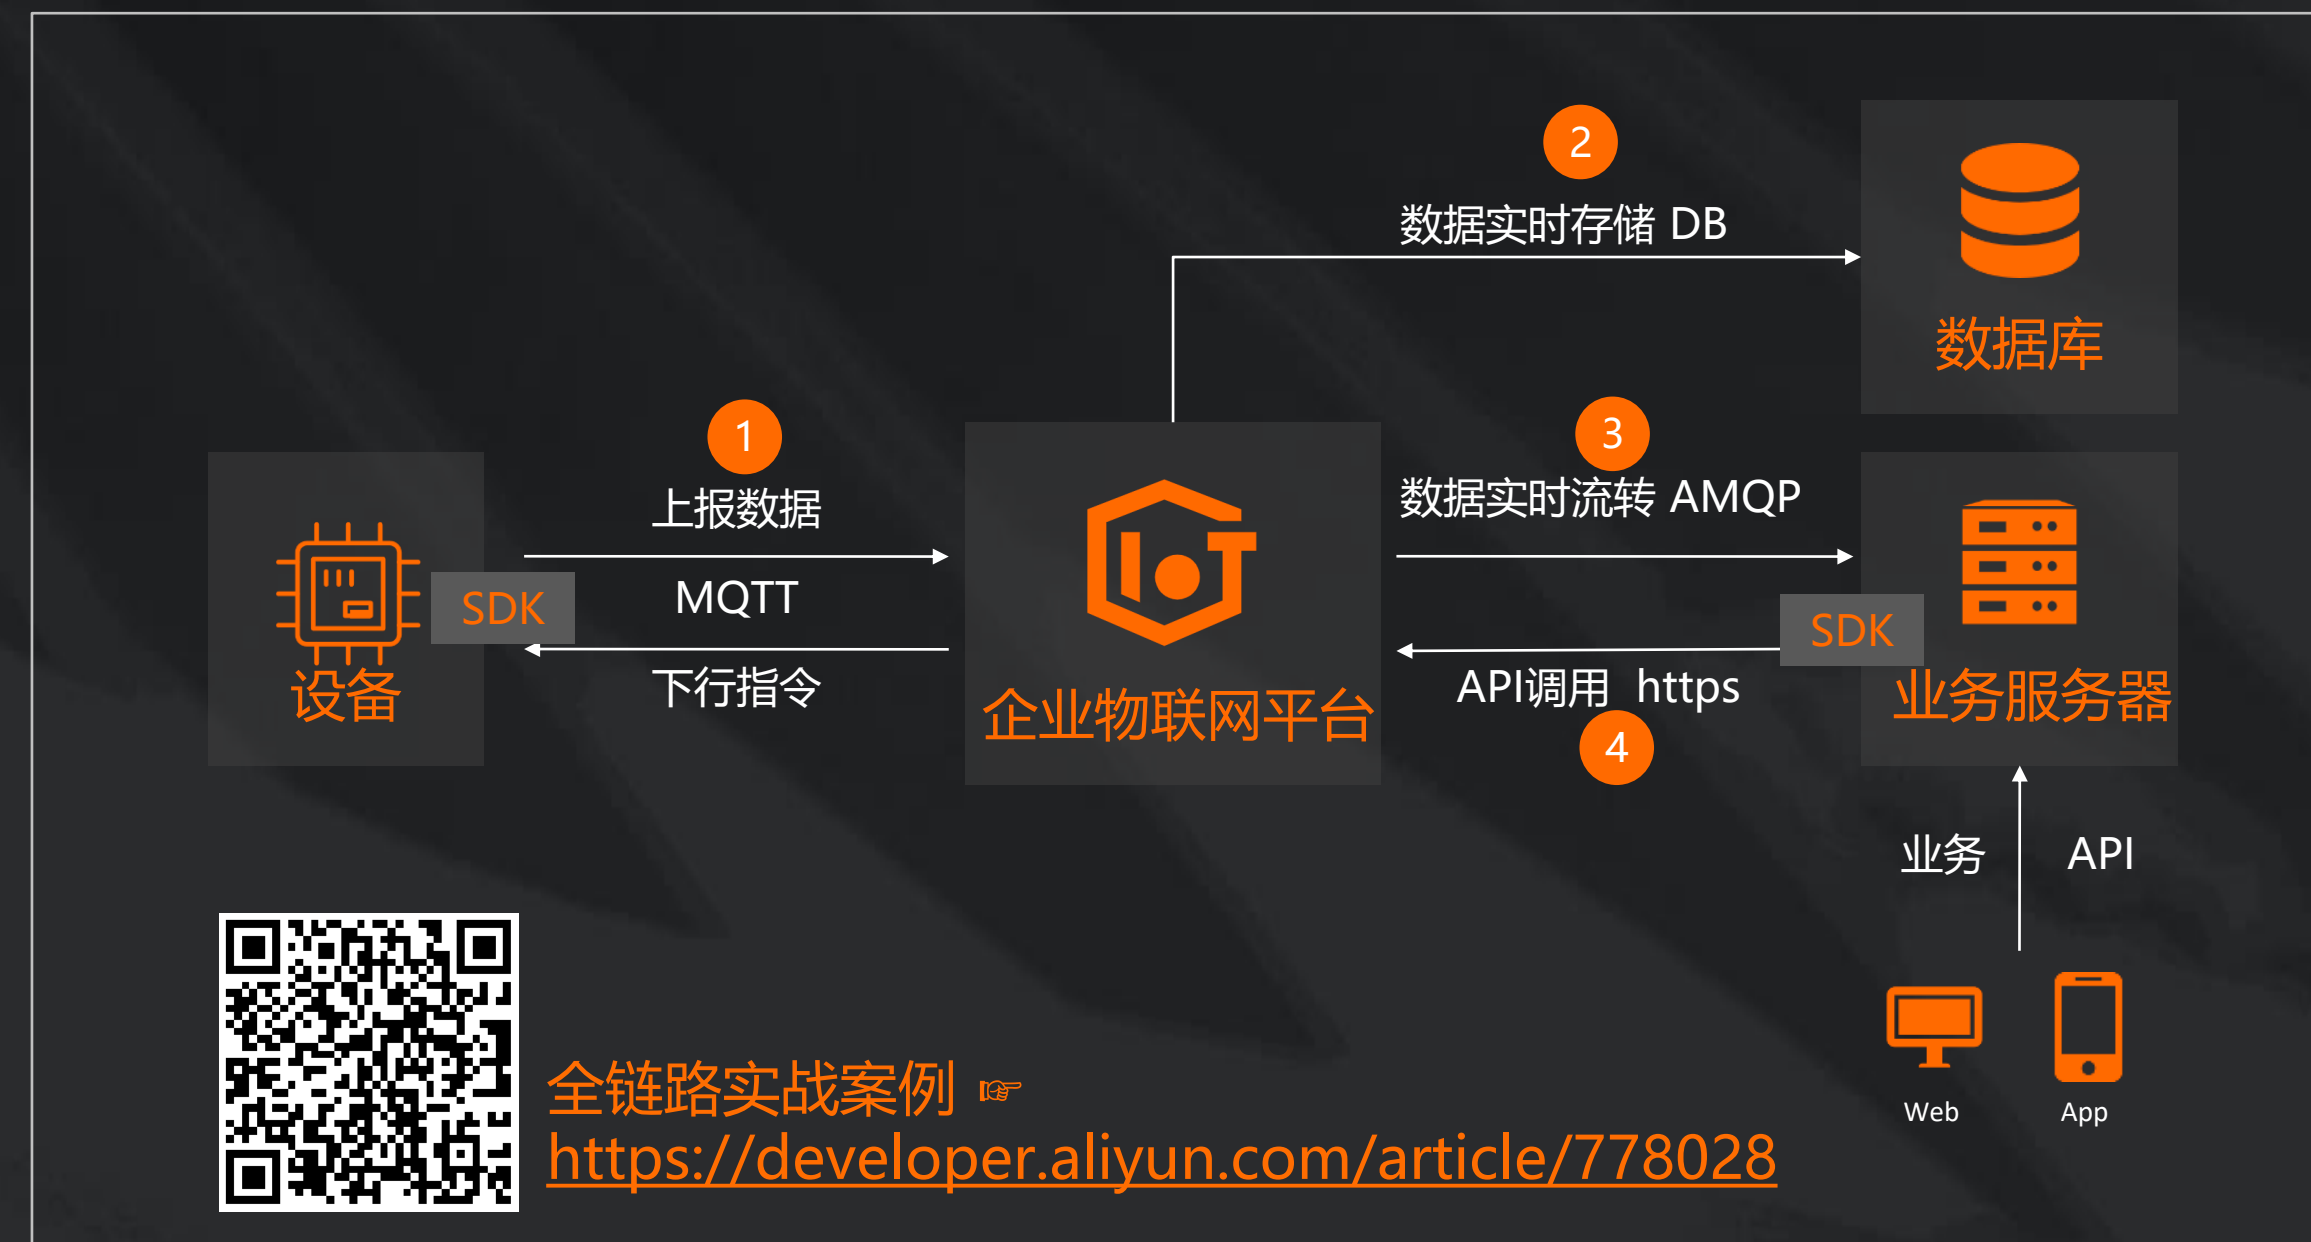 2
数据实时存储 DB
数据库
1
上报数据
MQTT
下行指令
SDK
设备
企业物联网平台
3
数据实时流转 AMQP
API调用 https
4
SDK
业务服务器
业务 API
Web App
全链路实战案例 ☞
https://developer.aliyun.com/article/778028